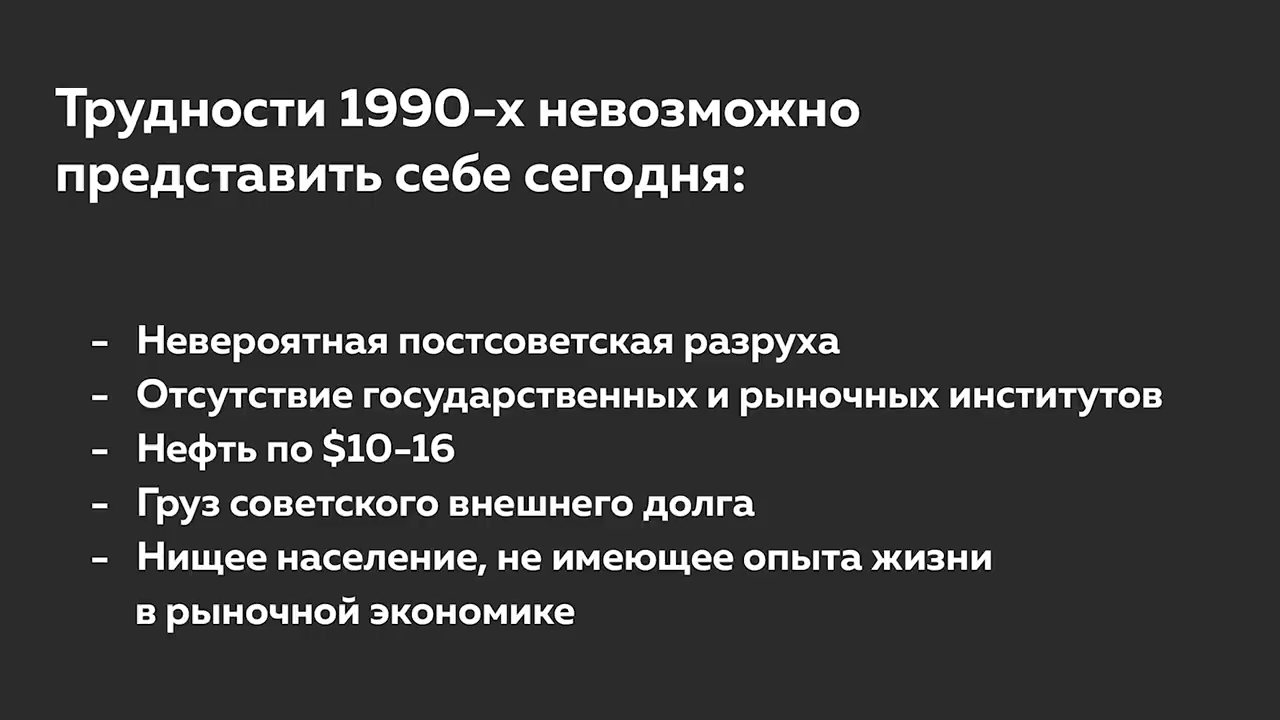 Трудности 1990-х невозможно
представить себе сегодня:
- Невероятная постсоветская разруха
- Отсутствие государственных и рыночных институтов
- Нефть по $10-16
- Груз советского внешнего долга
- Нищее население, не имеющее опыта жизни
в рыночной экономике